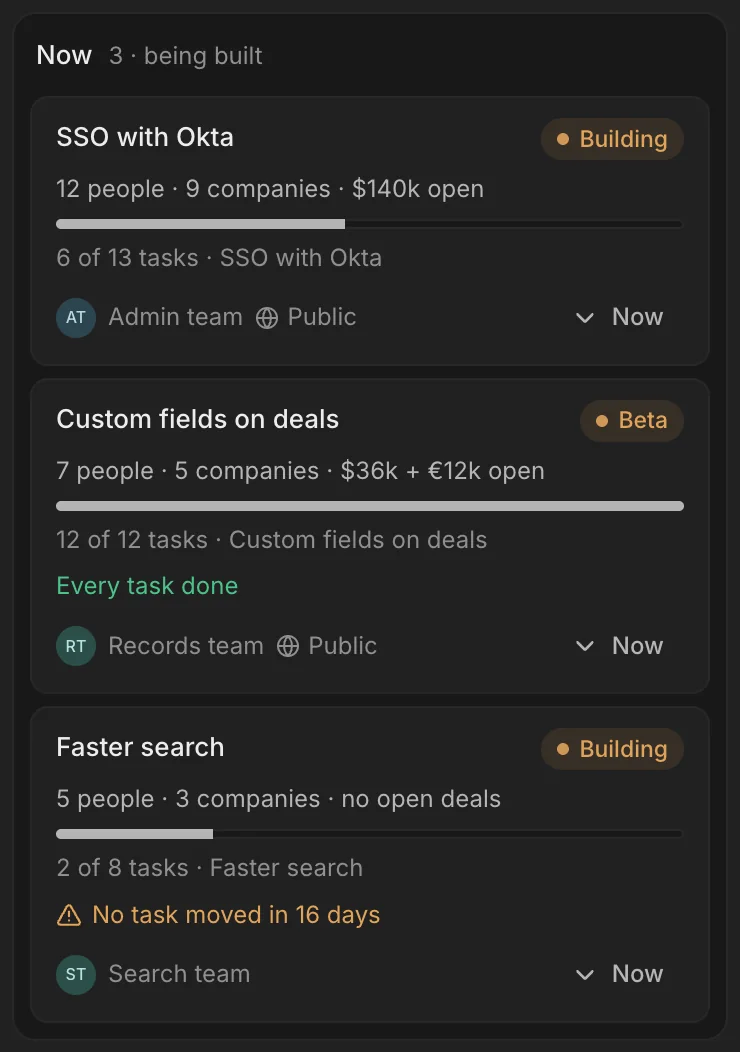 Now 3 · being built
SSO with Okta
Building
12 people · 9 companies · $140k open
6 of 13 tasks · SSO with Okta
AT Admin team Public
Now
Custom fields on deals
Beta
7 people · 5 companies · $36k + €12k open
12 of 12 tasks · Custom fields on deals
Every task done
RT Records team Public
Now
Faster search
Building
5 people · 3 companies · no open deals
2 of 8 tasks · Faster search
No task moved in 16 days
ST Search team
Now